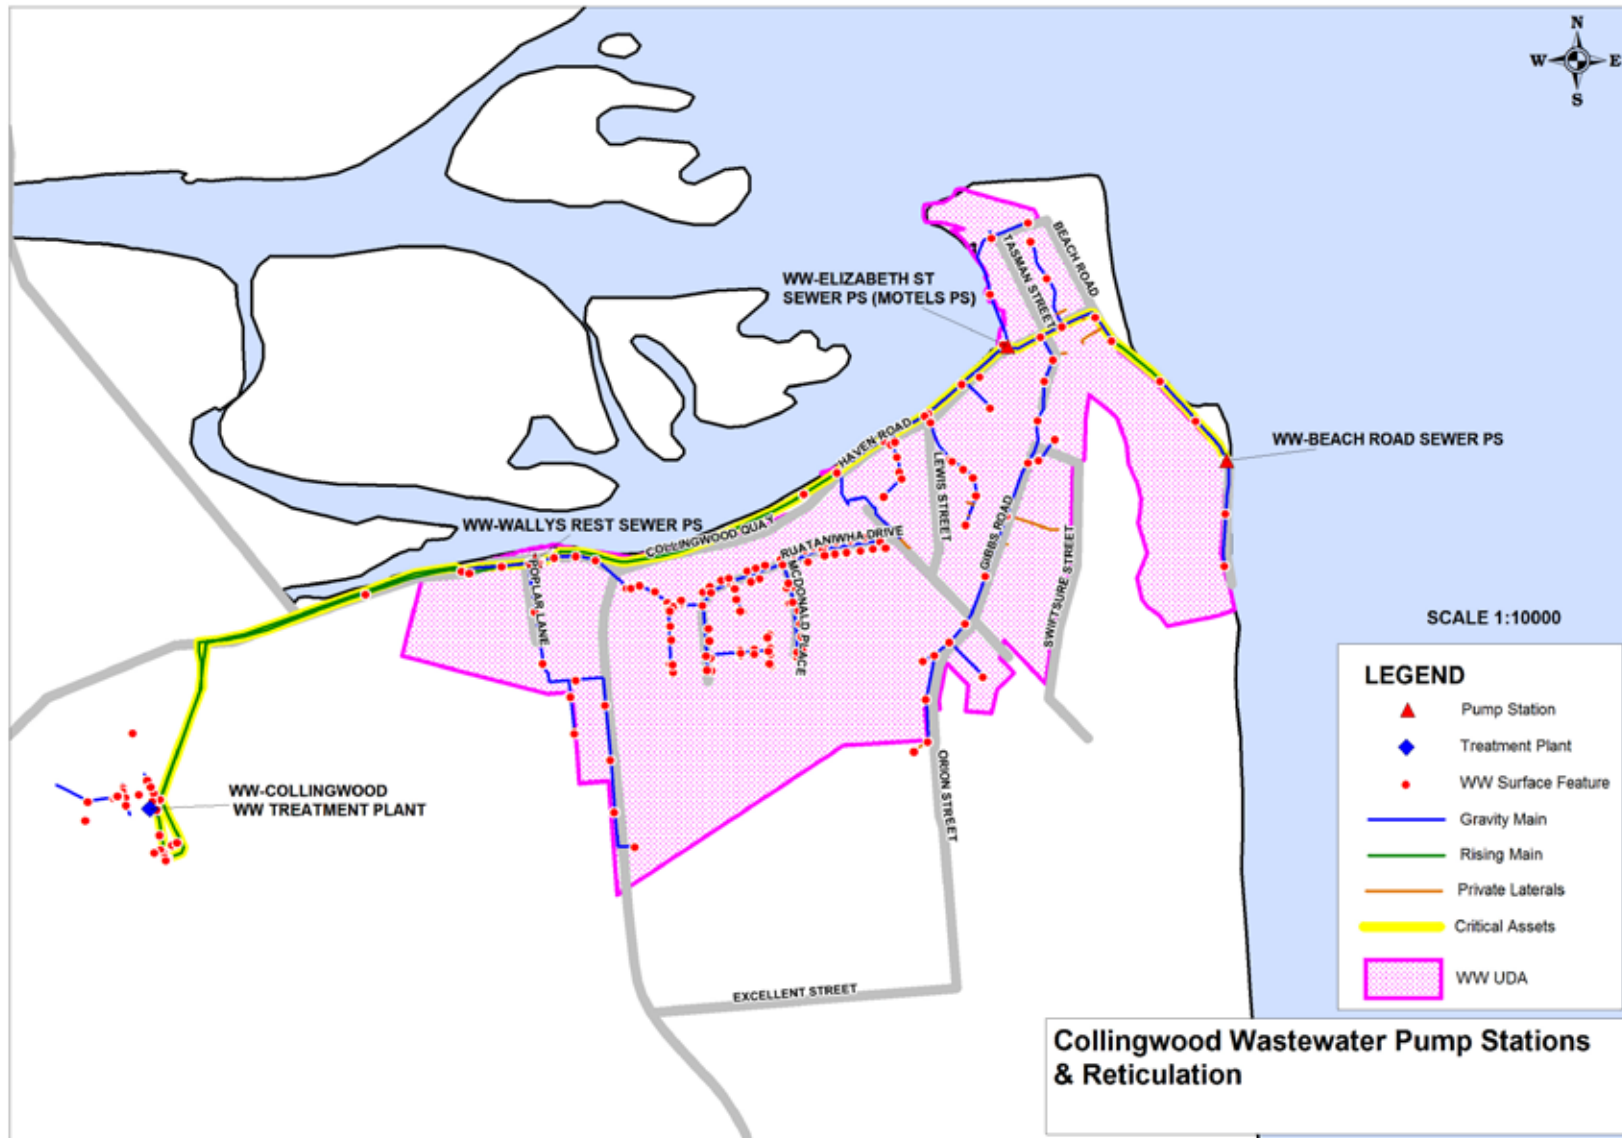 N
W E
S
WW-ELIZABETH ST
SEWER PS (MOTELS PS)
TASMAN STREET
BEACH ROAD
WW-BEACH ROAD SEWER PS
HAVEN ROAD
LEWIS STREET
WW-WALLYS REST SEWER PS
COLLINGWOOD QUAY
RUATANIWHA DRIVE
MCDONALD PLACE
GIBBS ROAD
SWIFTSURE STREET
POPLAR LANE
WW-COLLINGWOOD
WW TREATMENT PLANT
ORION STREET
EXCELLENT STREET
SCALE 1:10000
LEGEND
Pump Station
Treatment Plant
WW Surface Feature
Gravity Main
Rising Main
Private Laterals
Critical Assets
WW UDA
Collingwood Wastewater Pump Stations
& Reticulation